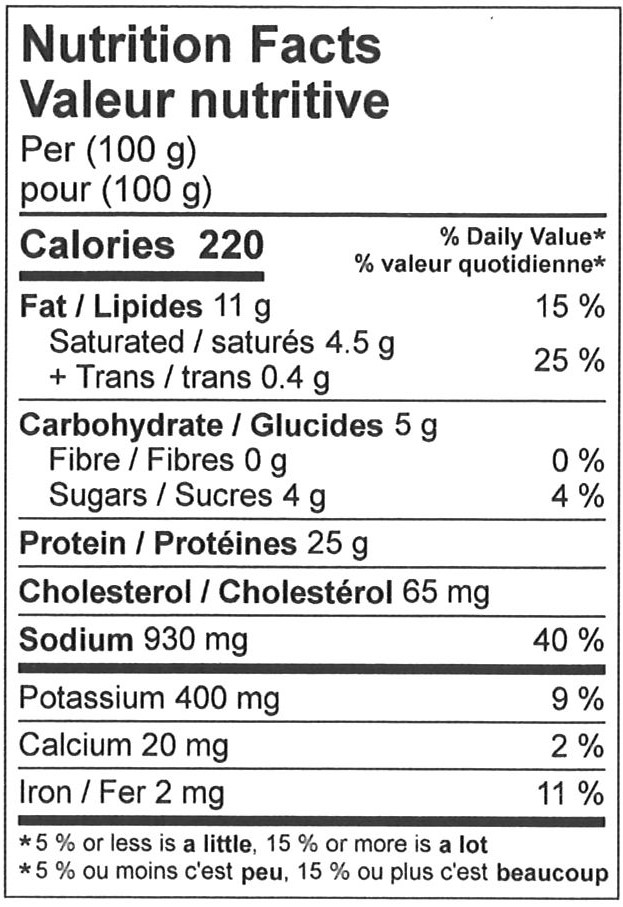 Nutrition Facts
Valeur nutritive
Per (100 g)
pour (100 g)
Calories 220
% Daily Value*
% valeur quotidienne*
Fat / Lipides 11 g 15 %
Saturated / saturés 4.5 g
+ Trans / trans 0.4 g
25 %
Carbohydrate / Glucides 5 g
Fibre / Fibres 0 g 0 %
Sugars / Sucres 4 g 4 %
Protein / Protéines 25 g
Cholesterol / Cholestérol 65 mg
Sodium 930 mg 40 %
Potassium 400 mg 9 %
Calcium 20 mg 2 %
Iron / Fer 2 mg 11 %
*5 % or less is a little, 15 % or more is a lot
*5 % ou moins c'est peu, 15 % ou plus c'est beaucoup